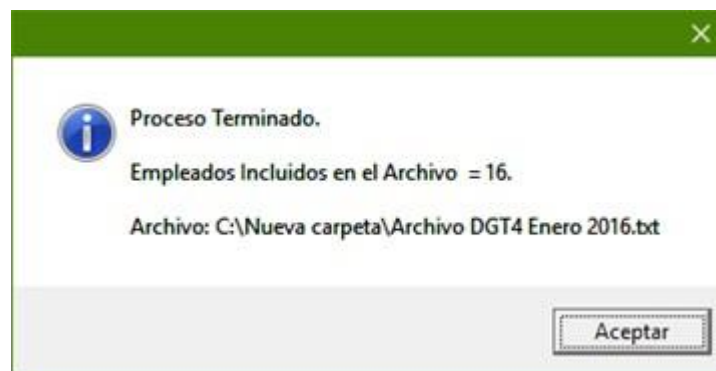 Proceso Terminado.
Empleados Incluidos en el Archivo = 16.
Archivo: C:\Nueva carpeta\Archivo DGT4 Enero 2016.txt
Aceptar